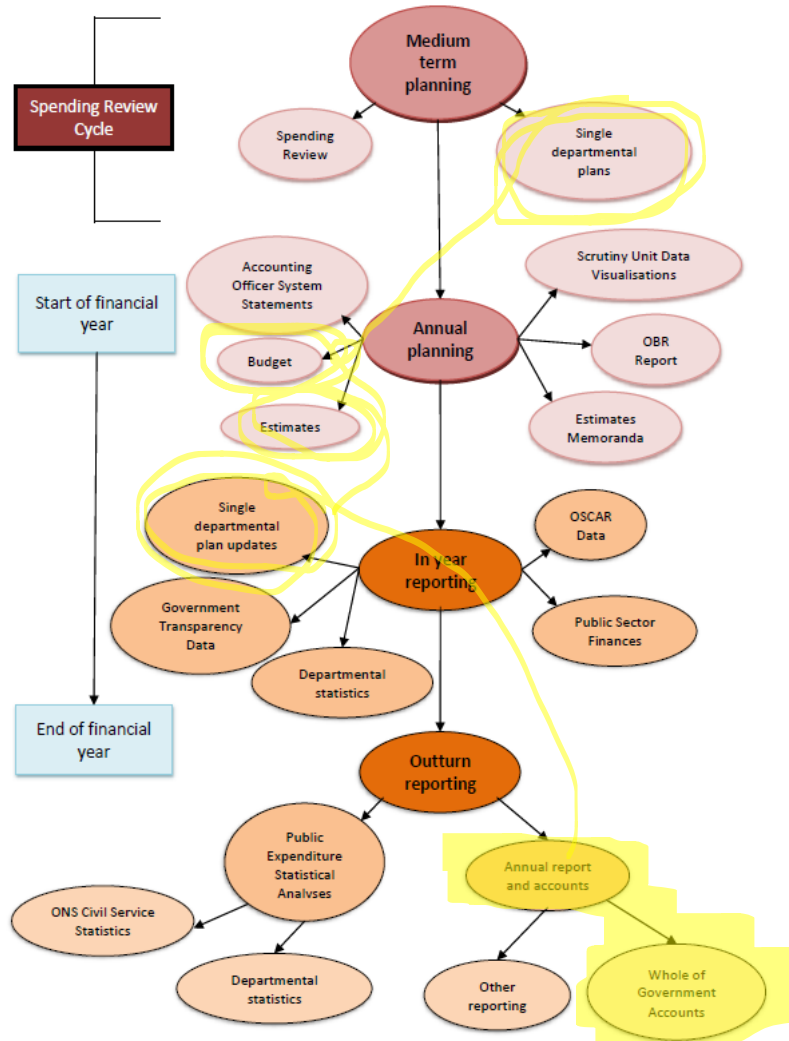 Medium
term
planning
Spending Review
Cycle
Spending
Review
Single
departmental
plans
Accounting
Officer System
Statements
Scrutiny Unit Data
Visualisations
Start of financial
year
Annual
planning
Budget
OBR
Report
Estimates
Estimates
Memoranda
Single
departmental
plan updates
OSCAR
Data
In year
reporting
Government
Transparency
Data
Public Sector
Finances
Departmental
statistics
End of financial
year
Outturn
reporting
Public
Expenditure
Statistical
Analvses
Annual report
and accounts
ONS Civil Service
Statistics
Departmental
statistics
Other
reporting
Whole of
Government
Accounts